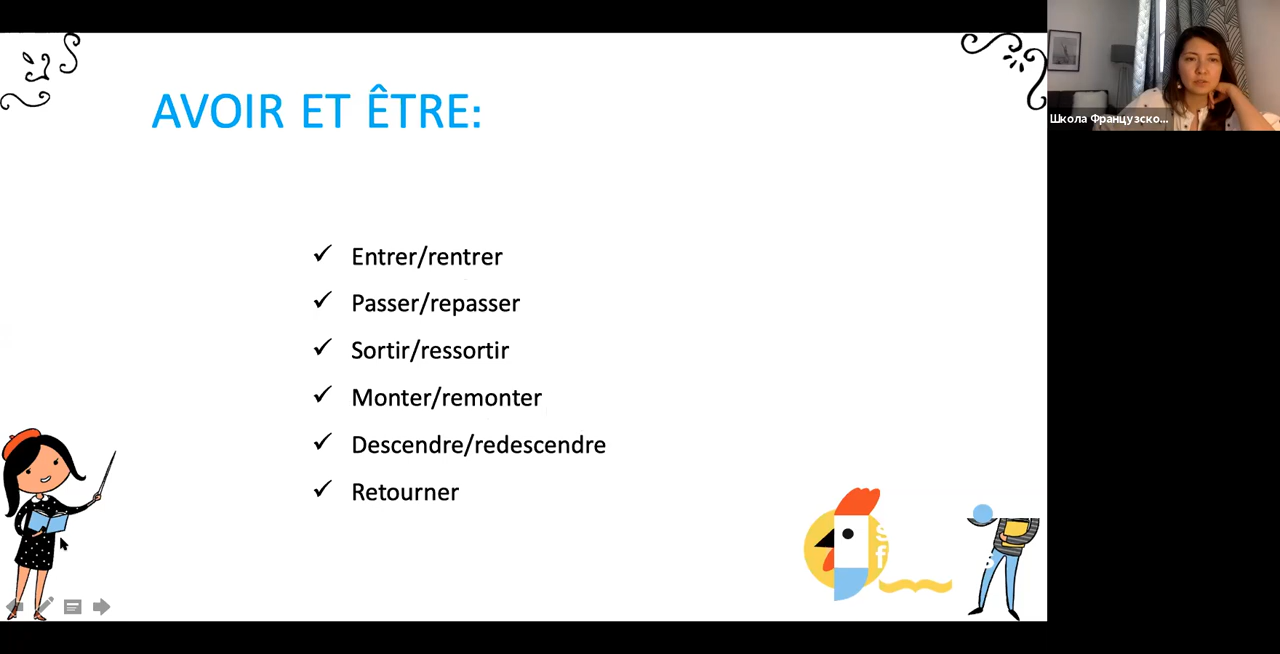 AVOIR ET ÊTRE:
Школа Французско...
✓ Entrer/rentrer
✓ Passer/repasser
✓ Sortir/ressortir
✓ Monter/remonter
✓ Descendre/redescendre
✓ Retourner